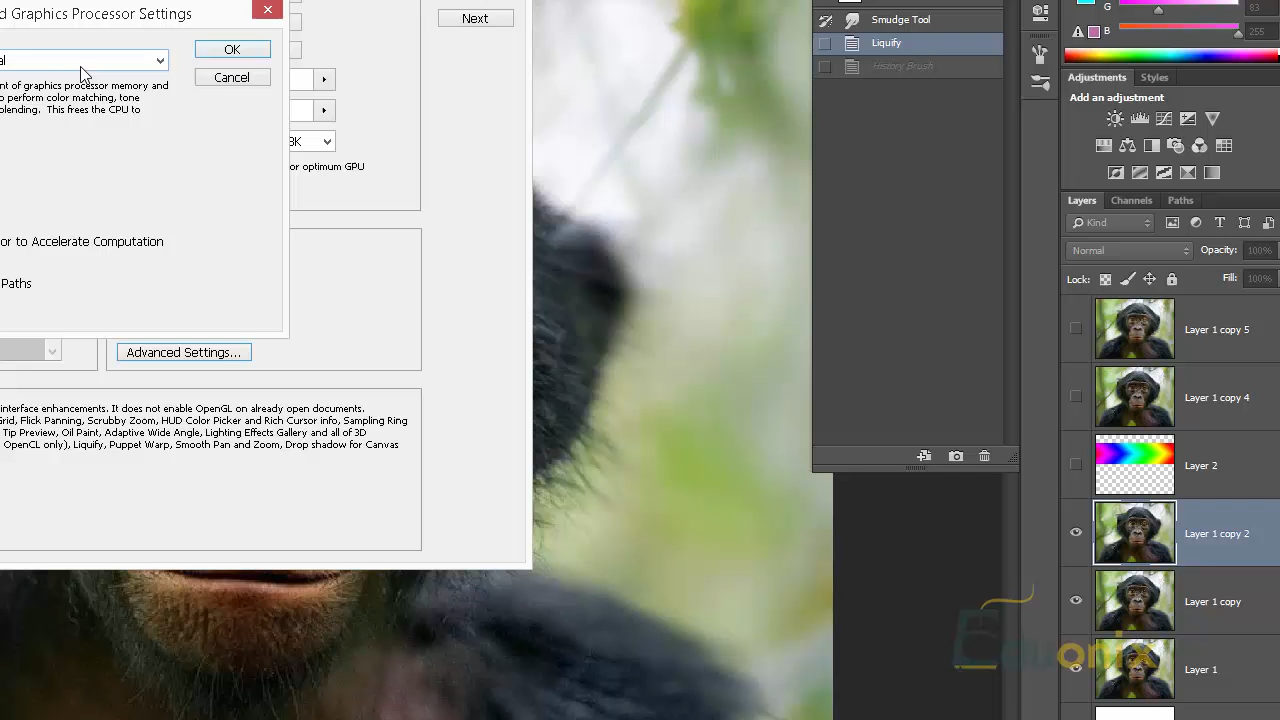 d Graphics Processor Settings
al
OK
Cancel
nt of graphics processor memory and
o perform color matching, tone
blending. This frees the CPU to
or to Accelerate Computation
Paths
Next
3K
or optimum GPU
Advanced Settings...
interface enhancements. It does not enable OpenGL on already open documents.
Grid, Flick Panning, Scrubby Zoom, HUD Color Picker and Rich Cursor info, Sampling Ring
Tip Preview, Oil Paint, Adaptive Wide Angle, Lighting Effects Gallery and all of 3D
OpenCL only), Liquify, Puppet Warp, Smooth Pan and Zoom, Drop shadow for Canvas
Smudge Tool
Liquify
History Brush
G 83
B 255
Adjustments Styles
Add an adjustment
Layers Channels Paths
Kind
Normal Opacity: 100%
Lock: Fill: 100%
Layer 1 copy 5
Layer 1 copy 4
Layer 2
Layer 1 copy 2
Layer 1 copy
Layer 1
Eduonix